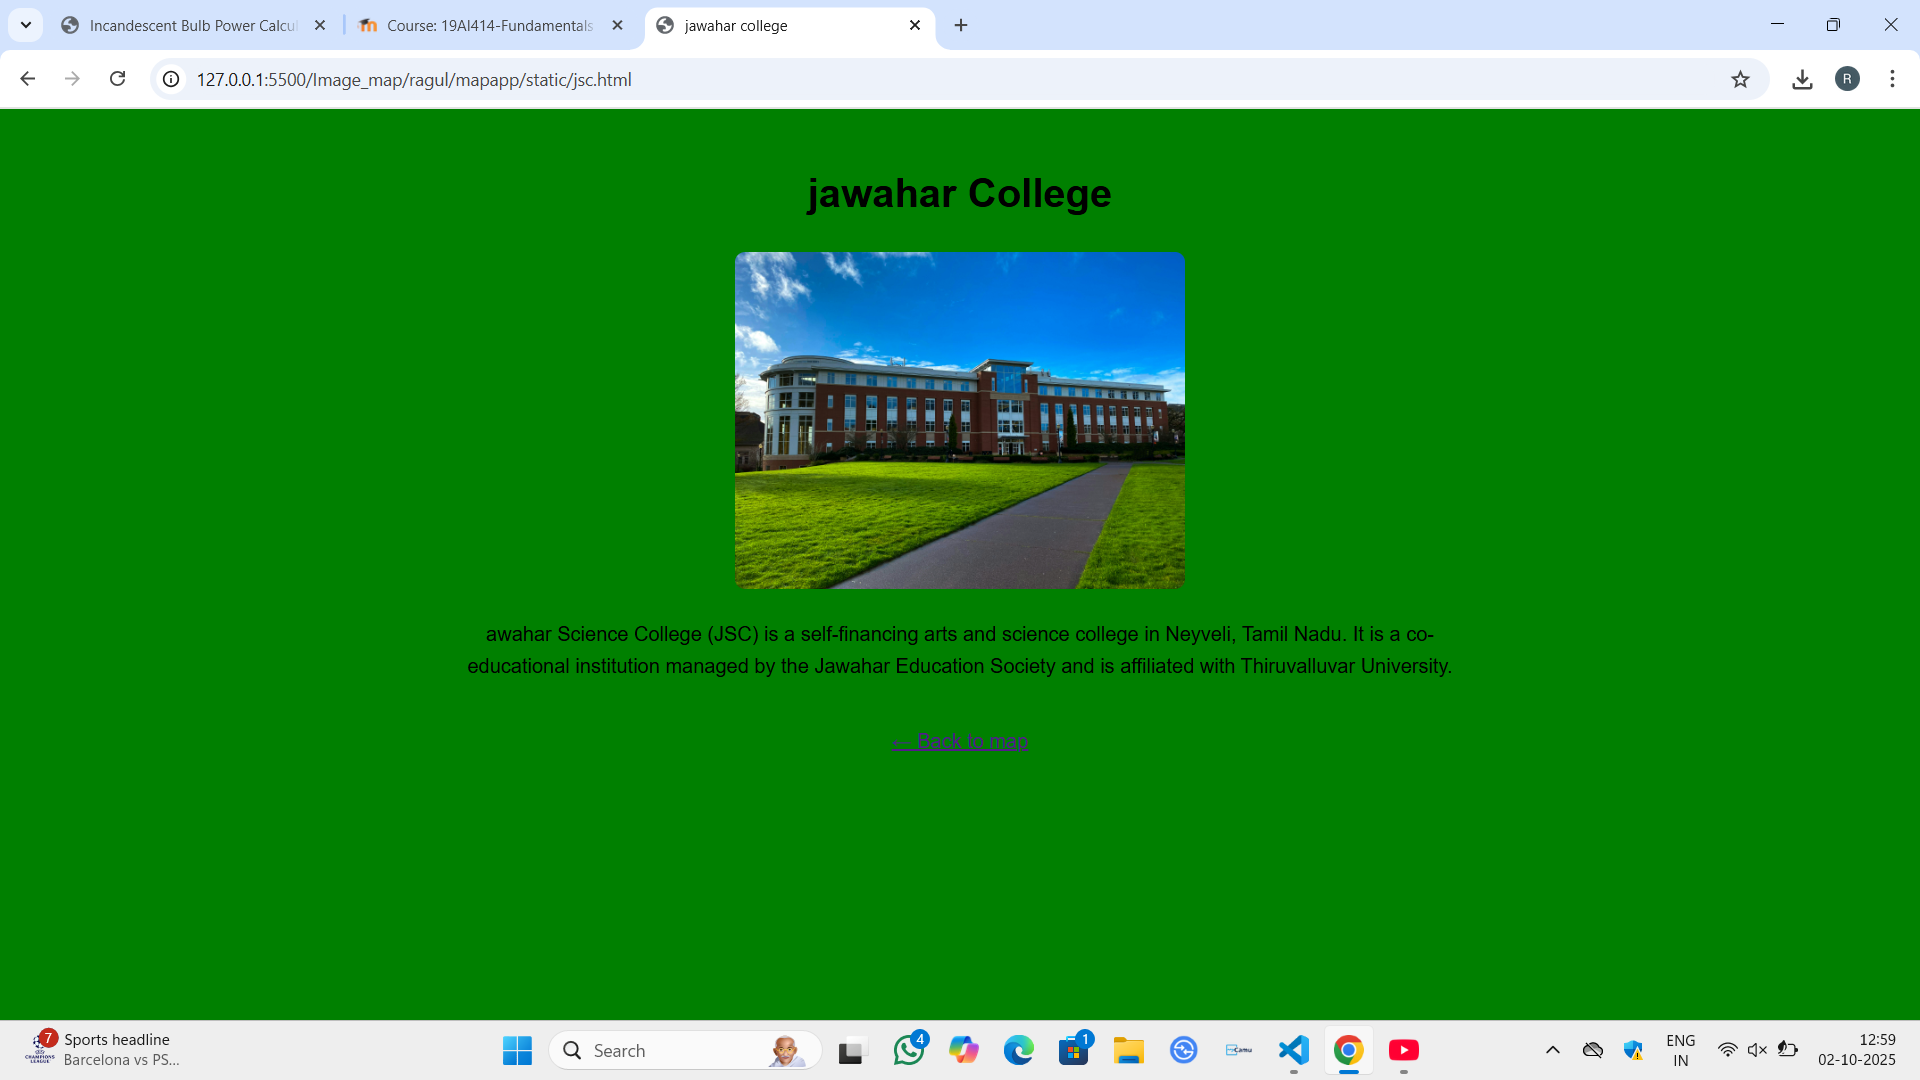 Incandescent Bulb Power Calcul
Course: 19AI414-Fundamentals
jawahar college
127.0.0.1:5500/Image_map/ragul/mapapp/static/jsc.html
R
jawahar College
awahar Science College (JSC) is a self-financing arts and science college in Neyveli, Tamil Nadu. It is a co-
educational institution managed by the Jawahar Education Society and is affiliated with Thiruvalluvar University.
← Back to map
7
CHAMPIONS
LEAGUE
Sports headline
Barcelona vs PS...
Search
4
1
Camu
ENG
IN
12:59
02-10-2025